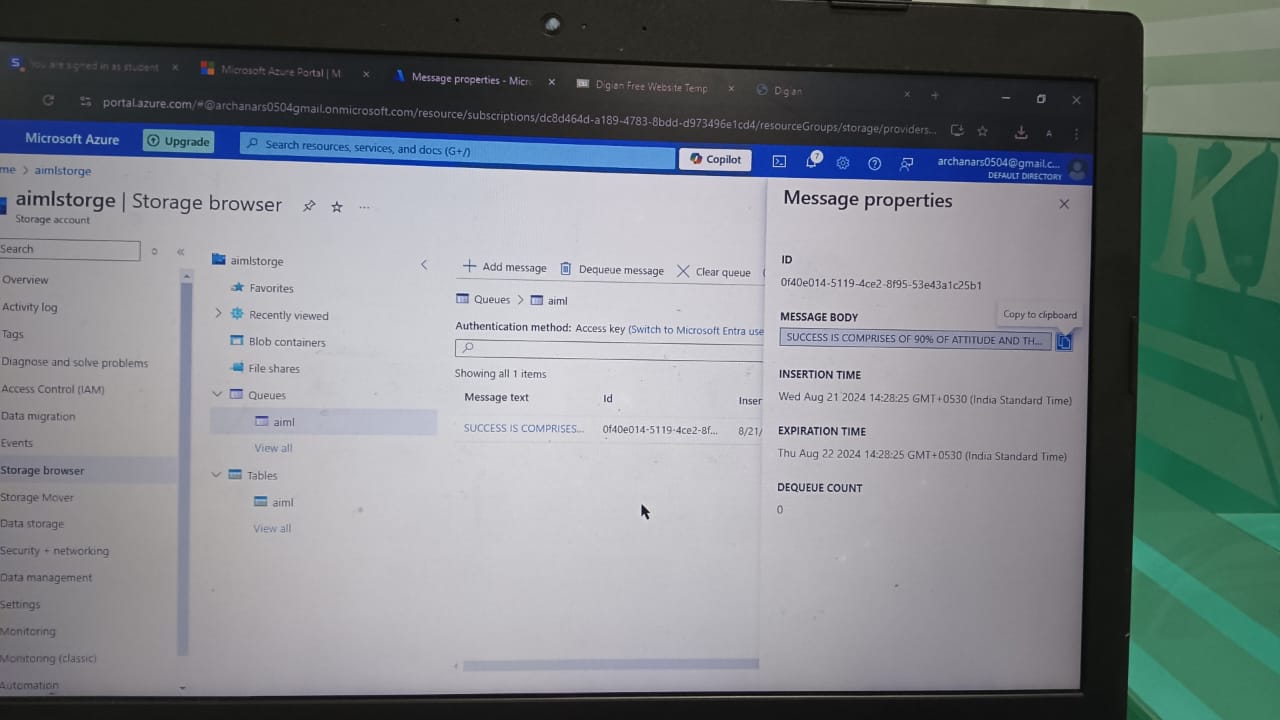 You are signed in as student
Microsoft Azure Portal | M
Message properties - Micr
Digian Free Website Temp
Digian
portal.azure.com/#@archanars0504gmail.onmicrosoft.com/resource/subscriptions/dc8d464d-a189-4783-8bdd-d973496e1cd4/resourceGroups/storage/providers...
A
Microsoft Azure
Upgrade
Search resources, services, and docs (G+/)
Copilot
7
archanars0504@gmail.c...
DEFAULT DIRECTORY
me > aimlstorge
aimlstorge | Storage browser
Storage account
Search
Overview
Activity log
Tags
Diagnose and solve problems
Access Control (IAM)
Data migration
Events
Storage browser
Storage Mover
Data storage
Security + networking
Data management
Settings
Monitoring
Monitoring (classic)
Automation
aimlstorge
Favorites
Recently viewed
Blob containers
File shares
Queues
aiml
View all
Tables
aiml
View all
Add message
Dequeue message
Clear queue
Queues > aiml
Authentication method: Access key (Switch to Microsoft Entra use
Showing all 1 items
Message text Id Inser
SUCCESS IS COMPRISES... 0f40e014-5119-4ce2-8f... 8/21/
Message properties
ID
0f40e014-5119-4ce2-8f95-53e43a1c25b1
Copy to clipboard
MESSAGE BODY
SUCCESS IS COMPRISES OF 90% OF ATTITUDE AND TH...
INSERTION TIME
Wed Aug 21 2024 14:28:25 GMT+0530 (India Standard Time)
EXPIRATION TIME
Thu Aug 22 2024 14:28:25 GMT+0530 (India Standard Time)
DEQUEUE COUNT
0